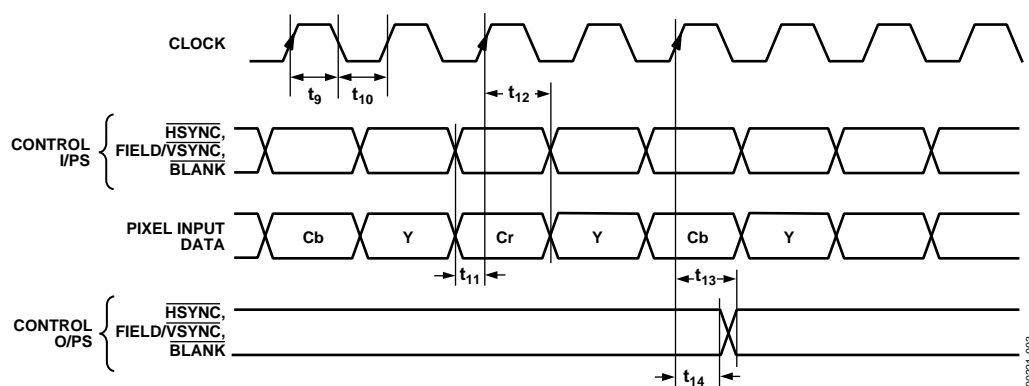 CLOCK
t9
t10
t12
CONTROL
I/PS
HSYNC,
FIELD/VSYNC,
BLANK
PIXEL INPUT
DATA
Cb
Y
Cr
Y
Cb
Y
t11
t13
CONTROL
O/PS
HSYNC,
FIELD/VSYNC,
BLANK
t14